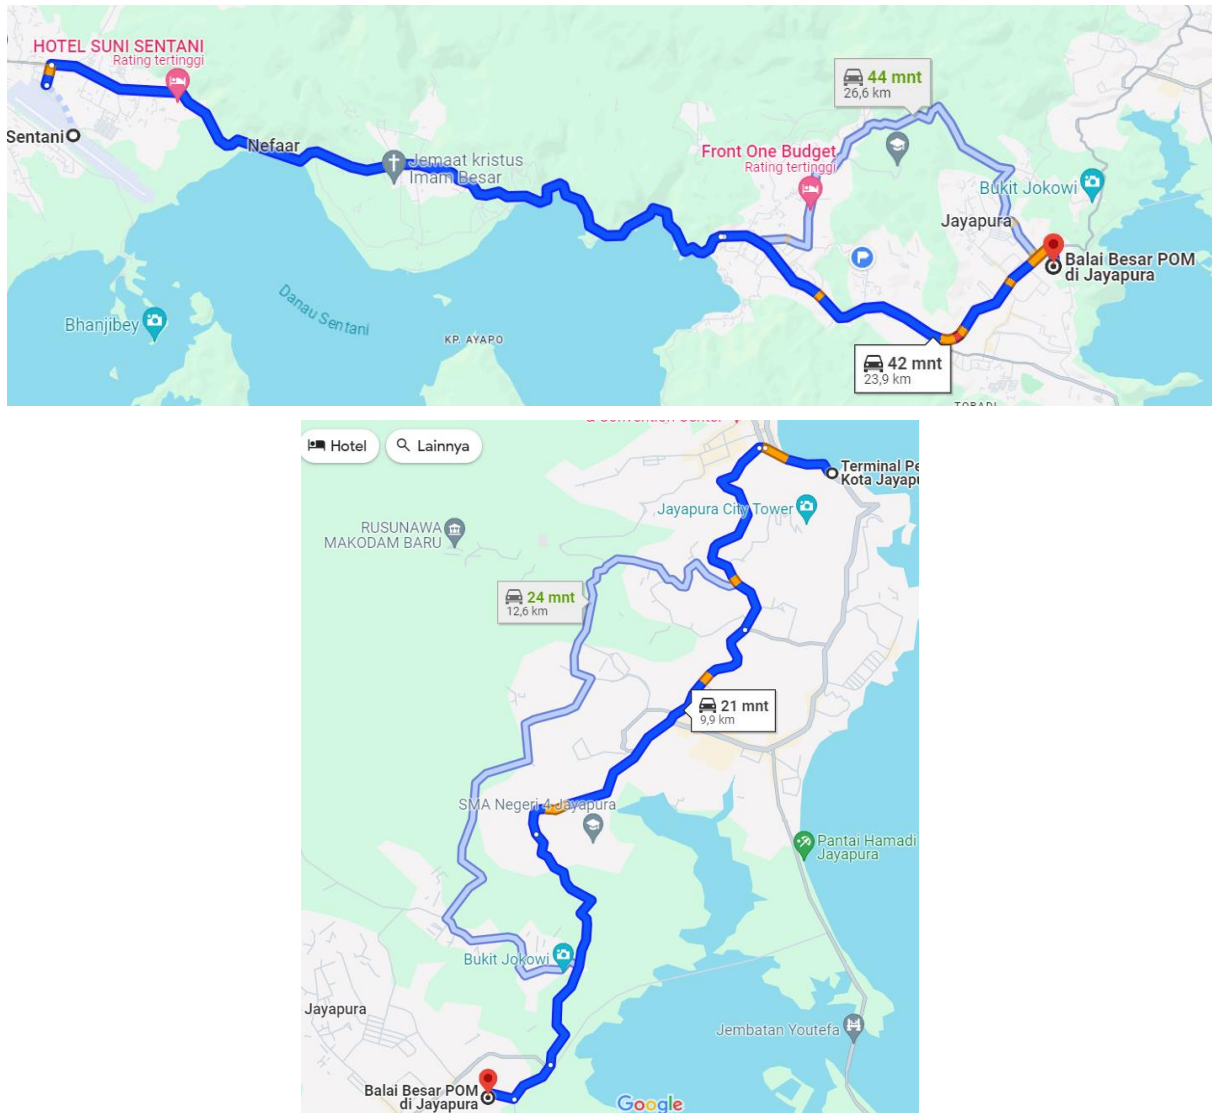 HOTEL SUNI SENTANI
Rating tertinggi
44 mnt
26,6 km
Sentani
Nefaar
Jemaat kristus
Imam Besar
Front One Budget
Rating tertinggi
Bukit Jokowi
Jayapura
Balai Besar POM
di Jayapura
Danau Sentani
Bhanjibey
KP. AYAPO
42 mnt
23,9 km
Hotel
Lainnya
Terminal Pe
Kota Jayapu
Jayapura City Tower
RUSUNAWA
MAKODAM BARU
24 mnt
12,6 km
21 mnt
9,9 km
SMA Negeri 4 Jayapura
Pantai Hamadi
Jayapura
Bukit Jokowi
Jayapura
Jembatan Youtefa
Balai Besar POM
di Jayapura
Google